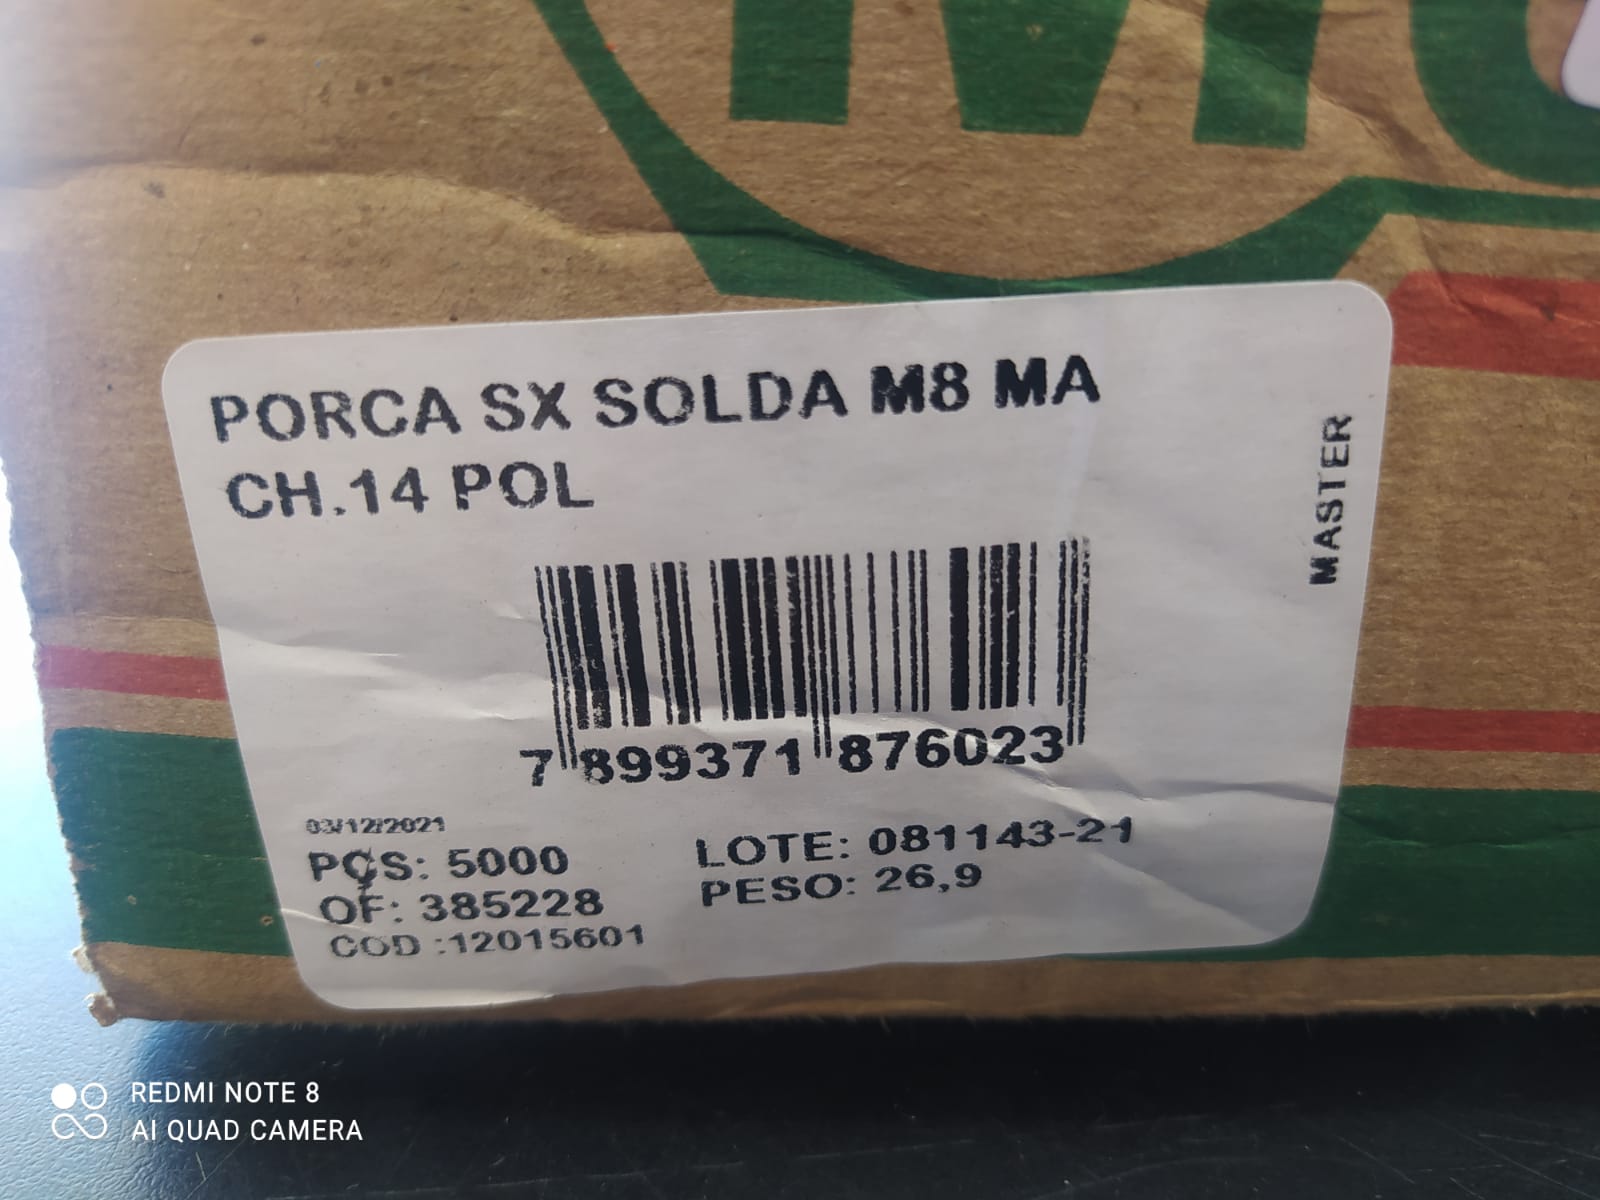 PORCA SX SOLDA M8 MA
CH.14 POL
MASTER
7 899371 876023
03/12/2021
PÇS: 5000
LOTE: 081143-21
OF: 385228
PESO: 26,9
COD :12015601
REDMI NOTE 8
AI QUAD CAMERA